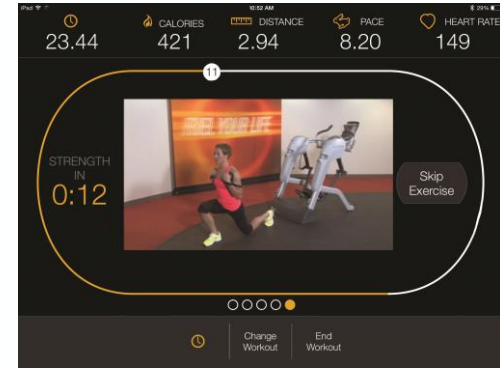 iPad
10:52 AM
29%
CALORIES
DISTANCE
PACE
HEART RATE
23.44
421
2.94
8.20
149
11
FUEL YOUR LIFE
STRENGTH
IN
0:12
Skip
Exercise
Change
Workout
End
Workout